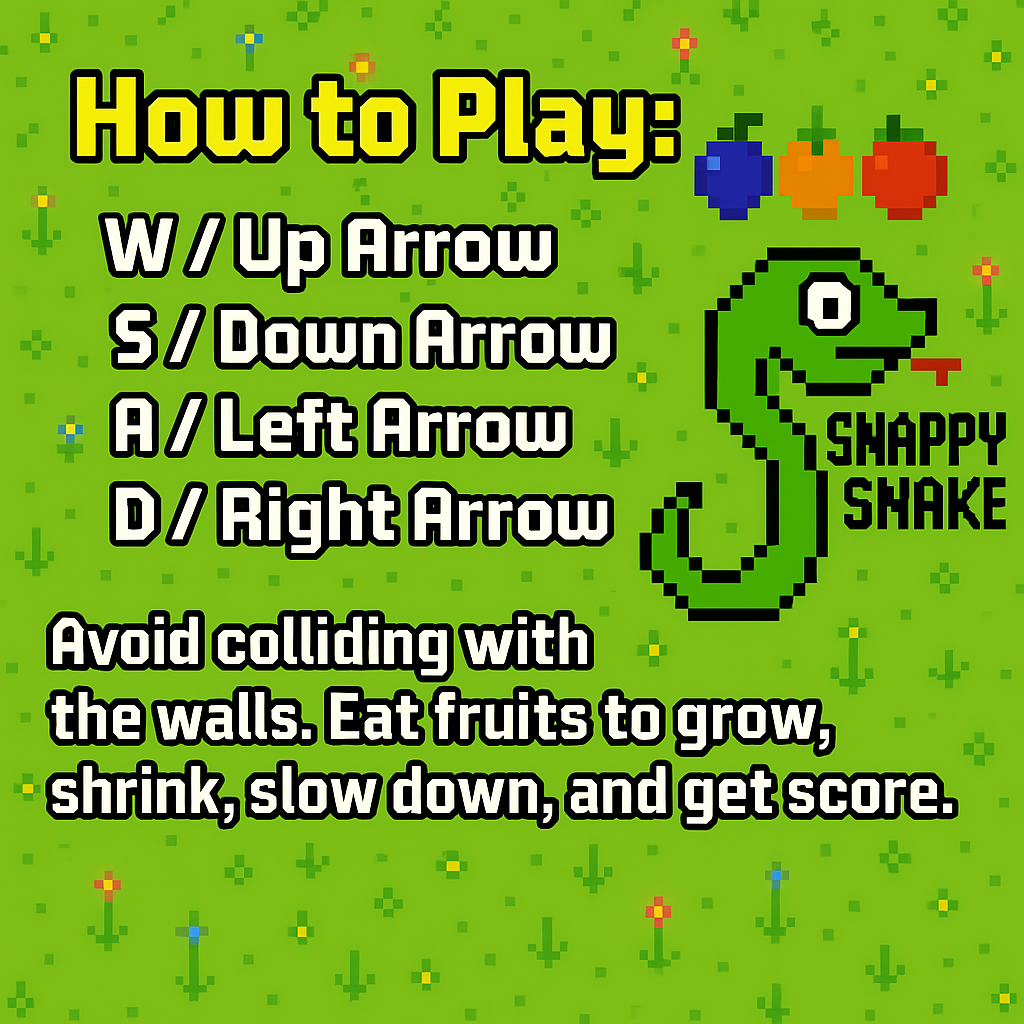 How to Play:
W / Up Arrow
S / Down Arrow
A / Left Arrow
D / Right Arrow
SNAPPY
SNAKE
Avoid colliding with
the walls. Eat fruits to grow,
shrink, slow down, and get score.